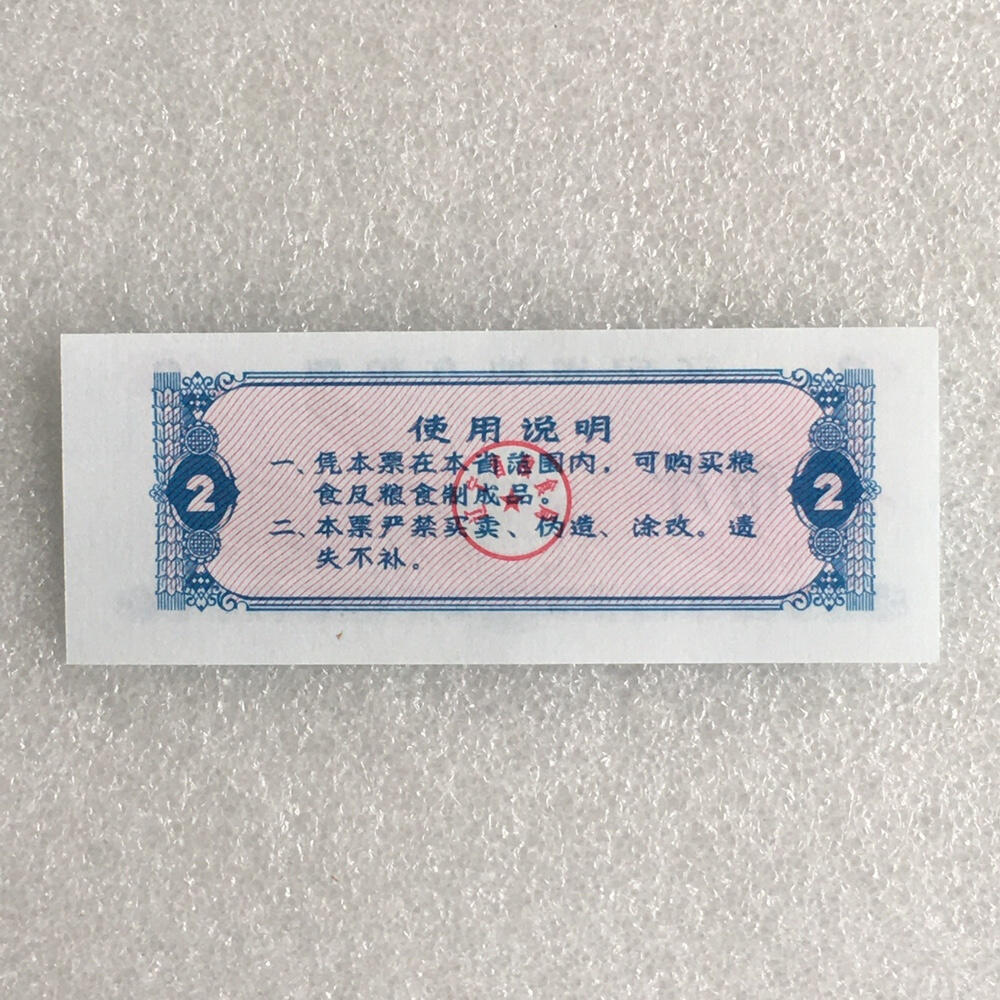 使用说明
一、凭本票在本省范围内，可购买粮
食及粮食制成品。
二、本票严禁买卖、伪造、涂改。遗
失不补。
2
2